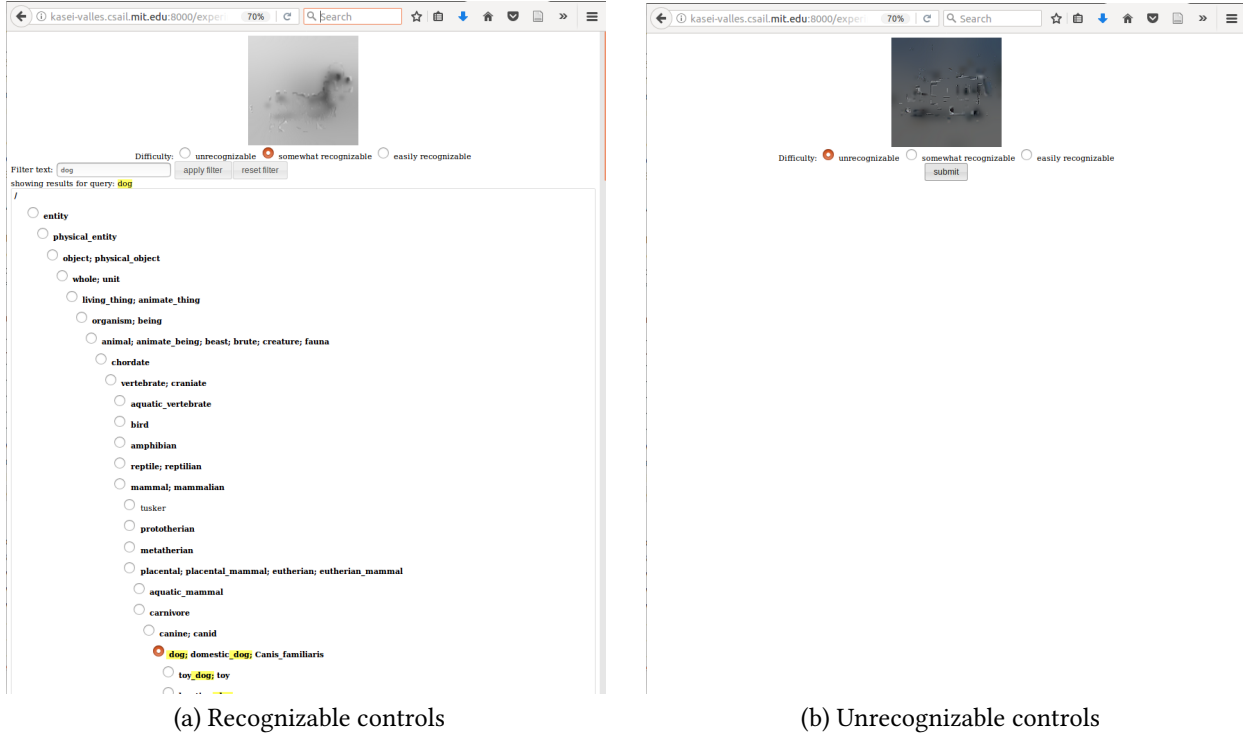 kasei-valles.csail.mit.edu:8000/exper 70% Search
Difficulty: unrecognizable somewhat recognizable easily recognizable
Filter text: dog apply filter reset filter
showing results for query: dog
/
entity
physical_entity
object; physical_object
whole; unit
living_thing; animate_thing
organism; being
animal; animate_being; beast; brute; creature; fauna
chordate
vertebrate; craniate
aquatic_vertebrate
bird
amphibian
reptile; reptilian
mammal; mammalian
tusker
prototherian
metatherian
placental; placental_mammal; eutherian; eutherian_mammal
aquatic_mammal
carnivore
canine; canid
dog; domestic_dog; Canis_familiaris
toy_dog; toy
(a) Recognizable controls
kasei-valles.csail.mit.edu:8000/exper 70% Search
Difficulty: unrecognizable somewhat recognizable easily recognizable
submit
(b) Unrecognizable controls